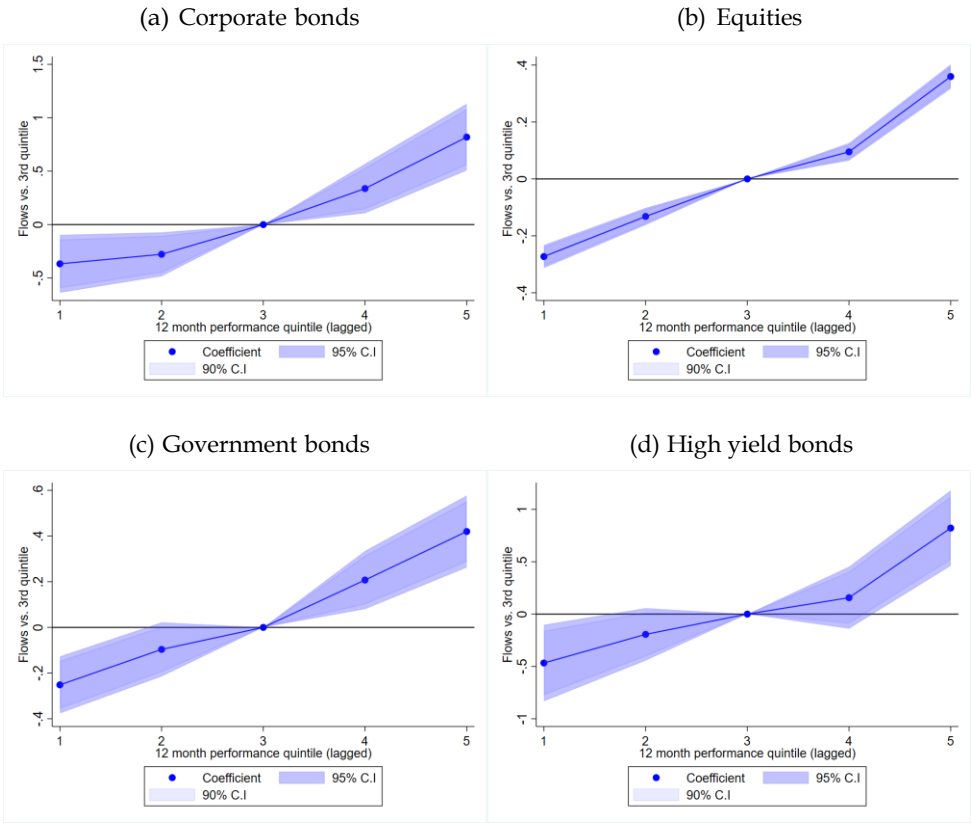 (a) Corporate bonds
Flows vs. 3rd quintile
1.5
1
.5
0
-.5
1 2 3 4 5
12 month performance quintile (lagged)
Coefficient 95% C.I
90% C.I
(b) Equities
Flows vs. 3rd quintile
.4
.2
0
-.2
-.4
1 2 3 4 5
12 month performance quintile (lagged)
Coefficient 95% C.I
90% C.I
(c) Government bonds
Flows vs. 3rd quintile
.6
.4
.2
0
-.2
-.4
1 2 3 4 5
12 month performance quintile (lagged)
Coefficient 95% C.I
90% C.I
(d) High yield bonds
Flows vs. 3rd quintile
1
.5
0
-.5
-1
1 2 3 4 5
12 month performance quintile (lagged)
Coefficient 95% C.I
90% C.I